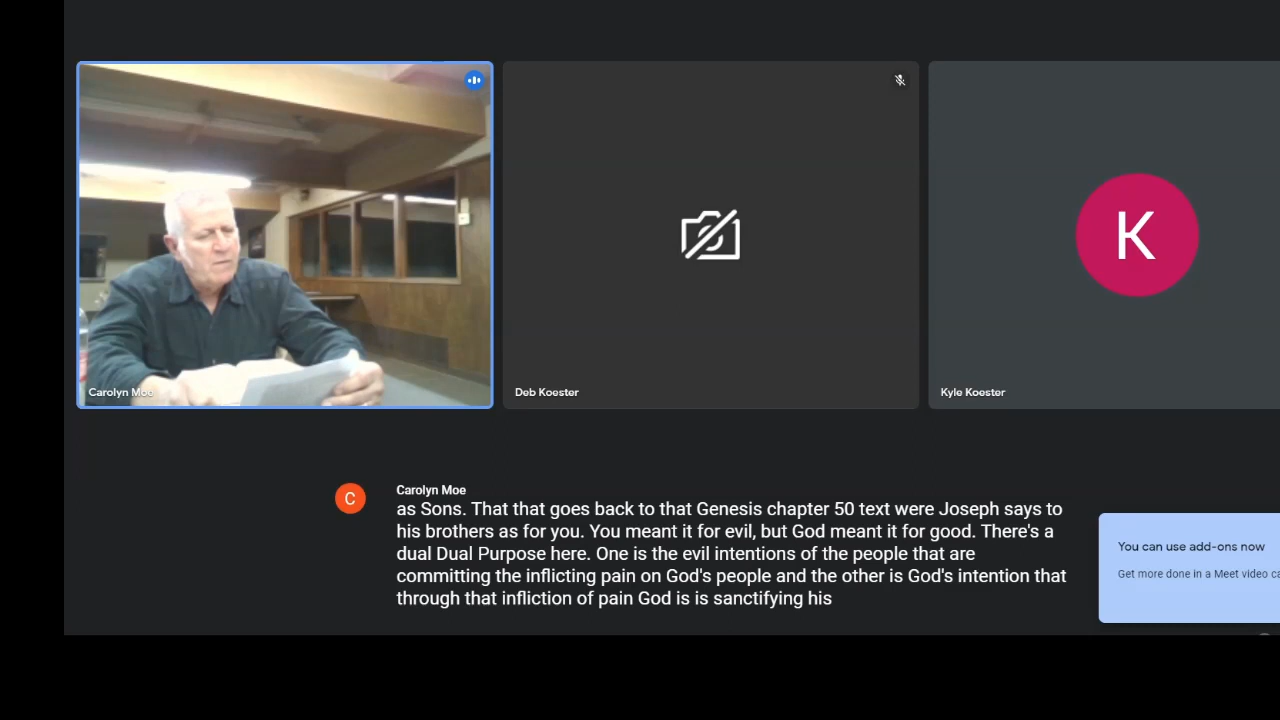 Carolyn Moe
Deb Koester
K
Kyle Koester
C
Carolyn Moe
as Sons. That that goes back to that Genesis chapter 50 text were Joseph says to
his brothers as for you. You meant it for evil, but God meant it for good. There's a
dual Dual Purpose here. One is the evil intentions of the people that are
committing the inflicting pain on God's people and the other is God's intention that
through that infliction of pain God is is sanctifying his
You can use add-ons now
Get more done in a Meet video